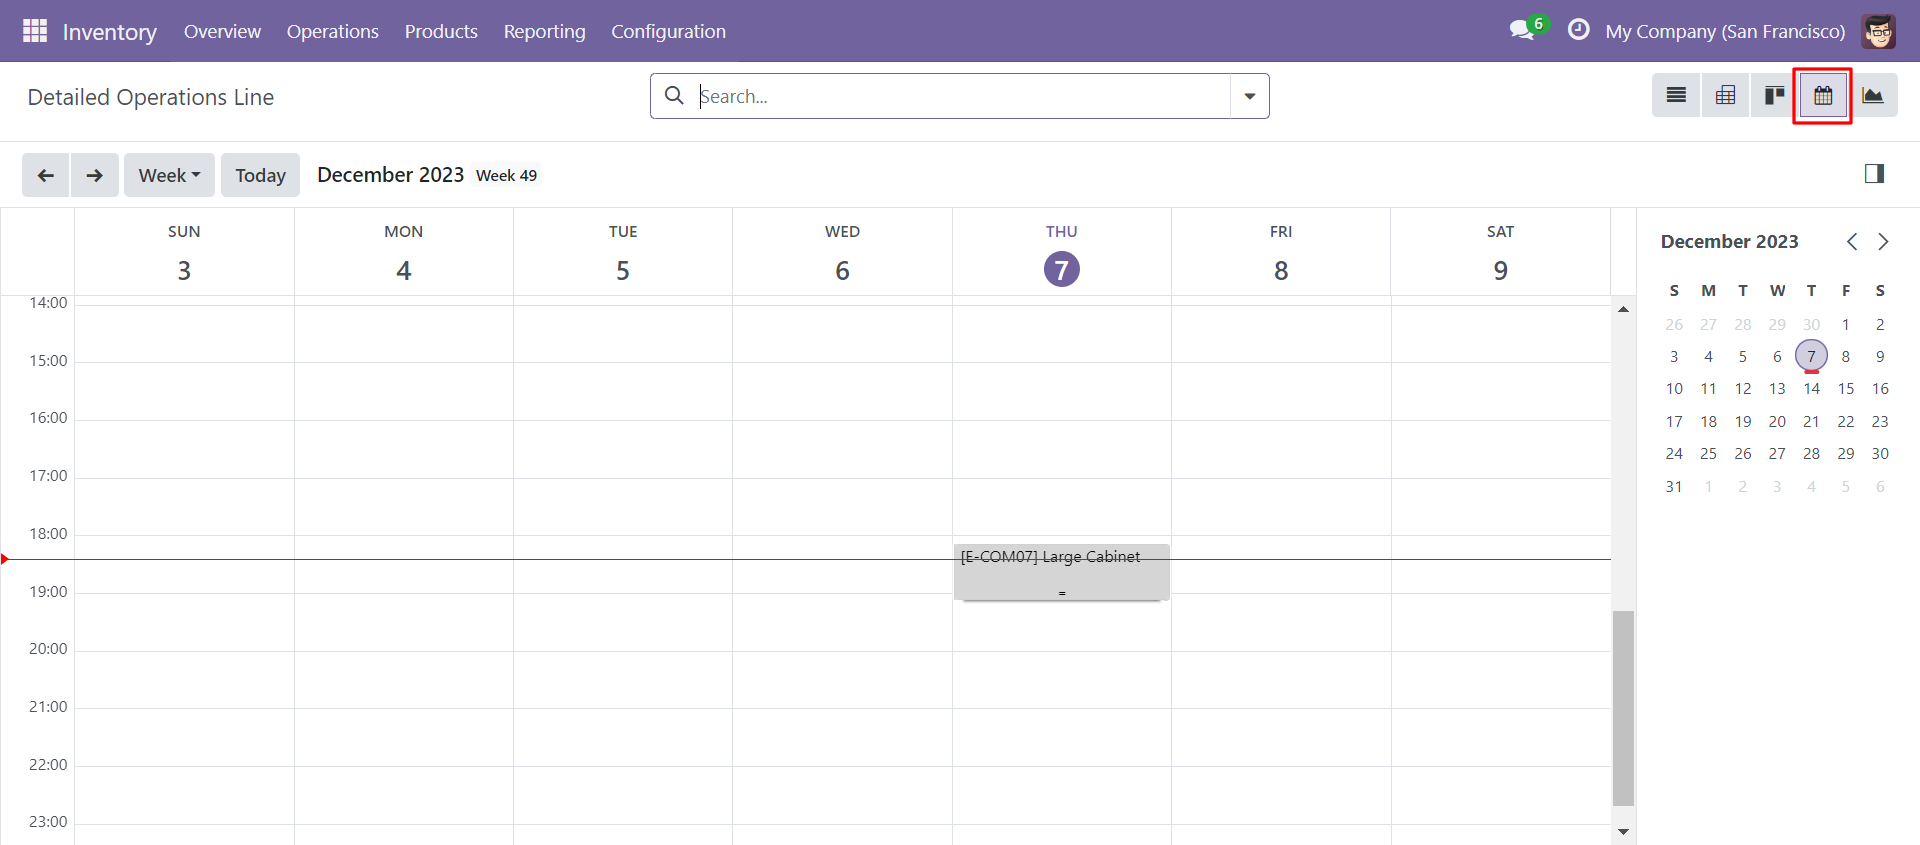 Inventory Overview Operations Products Reporting Configuration 6 My Company (San Francisco)
Detailed Operations Line Search...
Week Today December 2023 Week 49
SUN MON TUE WED THU FRI SAT
3 4 5 6 7 8 9
14:00
15:00
16:00
17:00
18:00
[E-COM07] Large Cabinet
19:00
20:00
21:00
22:00
23:00
December 2023
S M T W T F S
26 27 28 29 30 1 2
3 4 5 6 7 8 9
10 11 12 13 14 15 16
17 18 19 20 21 22 23
24 25 26 27 28 29 30
31 1 2 3 4 5 6